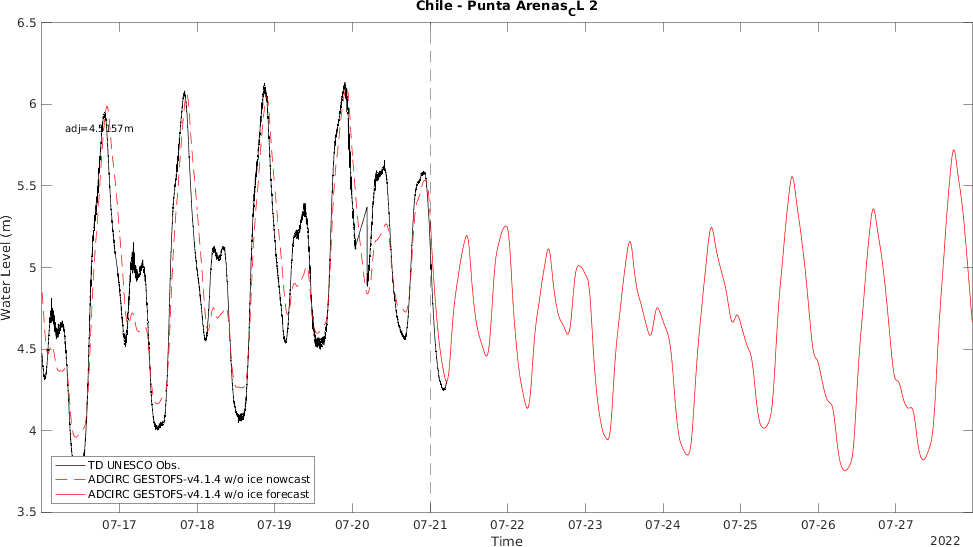 Chile - Punta Arenas_CL 2
6.5
6
adj=4.5157m
5.5
5
4.5
4
3.5
Water Level (m)
TD UNESCO Obs.
ADCIRC GESTOFS-v4.1.4 w/o ice nowcast
ADCIRC GESTOFS-v4.1.4 w/o ice forecast
07-17 07-18 07-19 07-20 07-21 07-22 07-23 07-24 07-25 07-26 07-27
Time
2022